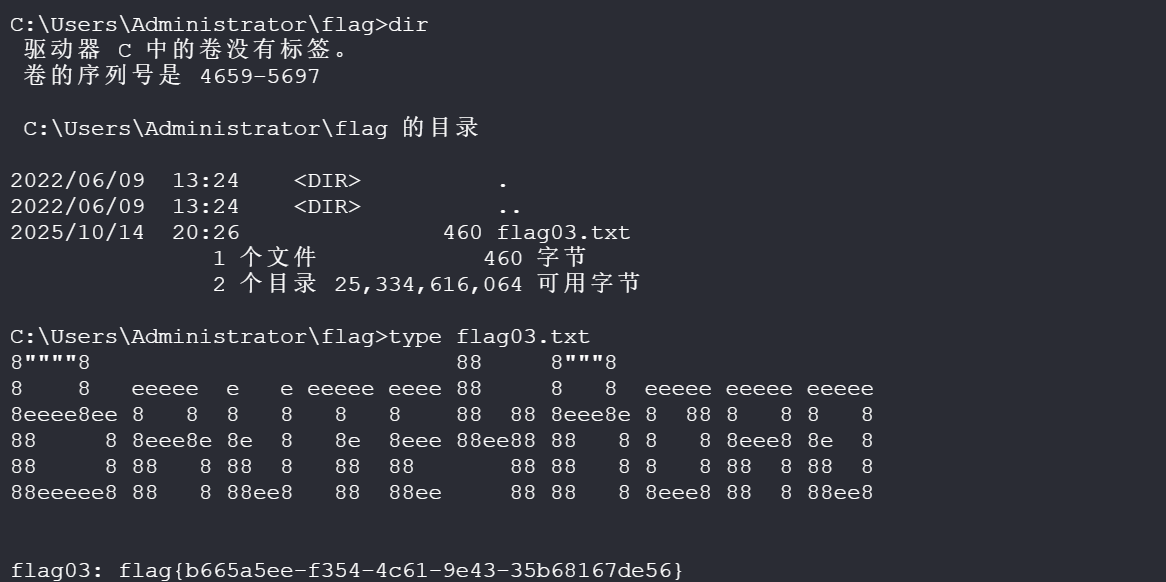 C:\Users\Administrator\flag>dir
 驱动器 C 中的卷没有标签。
 卷的序列号是 4659-5697

 C:\Users\Administrator\flag 的目录

2022/06/09  13:24    <DIR>          .
2022/06/09  13:24    <DIR>          ..
2025/10/14  20:26               460 flag03.txt
               1 个文件            460 字节
               2 个目录 25,334,616,064 可用字节

C:\Users\Administrator\flag>type flag03.txt
8""""8                           88     8"""8
8    8   eeeee  e   e eeeee eeee 88     8   8  eeeee eeeee eeeee
8eeee8ee 8   8  8   8   8   8    88  88 8eee8e 8  88 8   8 8   8
88     8 8eee8e 8e  8   8e  8eee 88ee88 88   8 8   8 8eee8 8e  8
88     8 88   8 88  8   88  88       88 88   8 8   8 88  8 88  8
88eeeee8 88   8 88ee8   88  88ee     88 88   8 8eee8 88  8 88ee8


flag03: flag{b665a5ee-f354-4c61-9e43-35b68167de56}